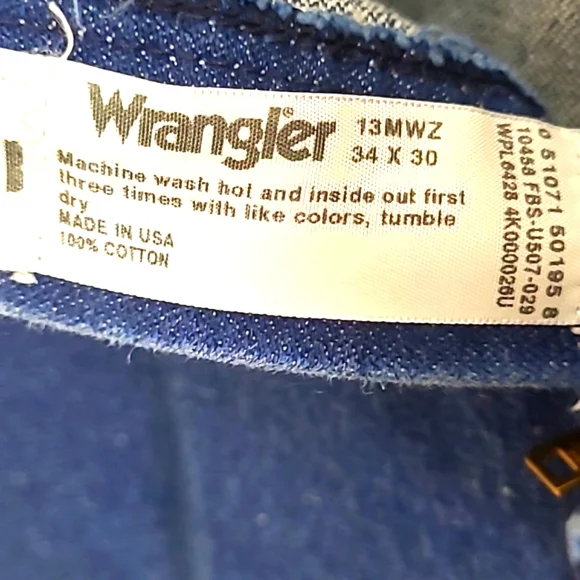 Wrangler 13MWZ
34 X 30
Machine wash hot and inside out first
three times with like colors, tumble
dry
MADE IN USA
100% COTTON
0 51071 50195 8
10458 FBS-U507-029
WPL6428 4K000026U